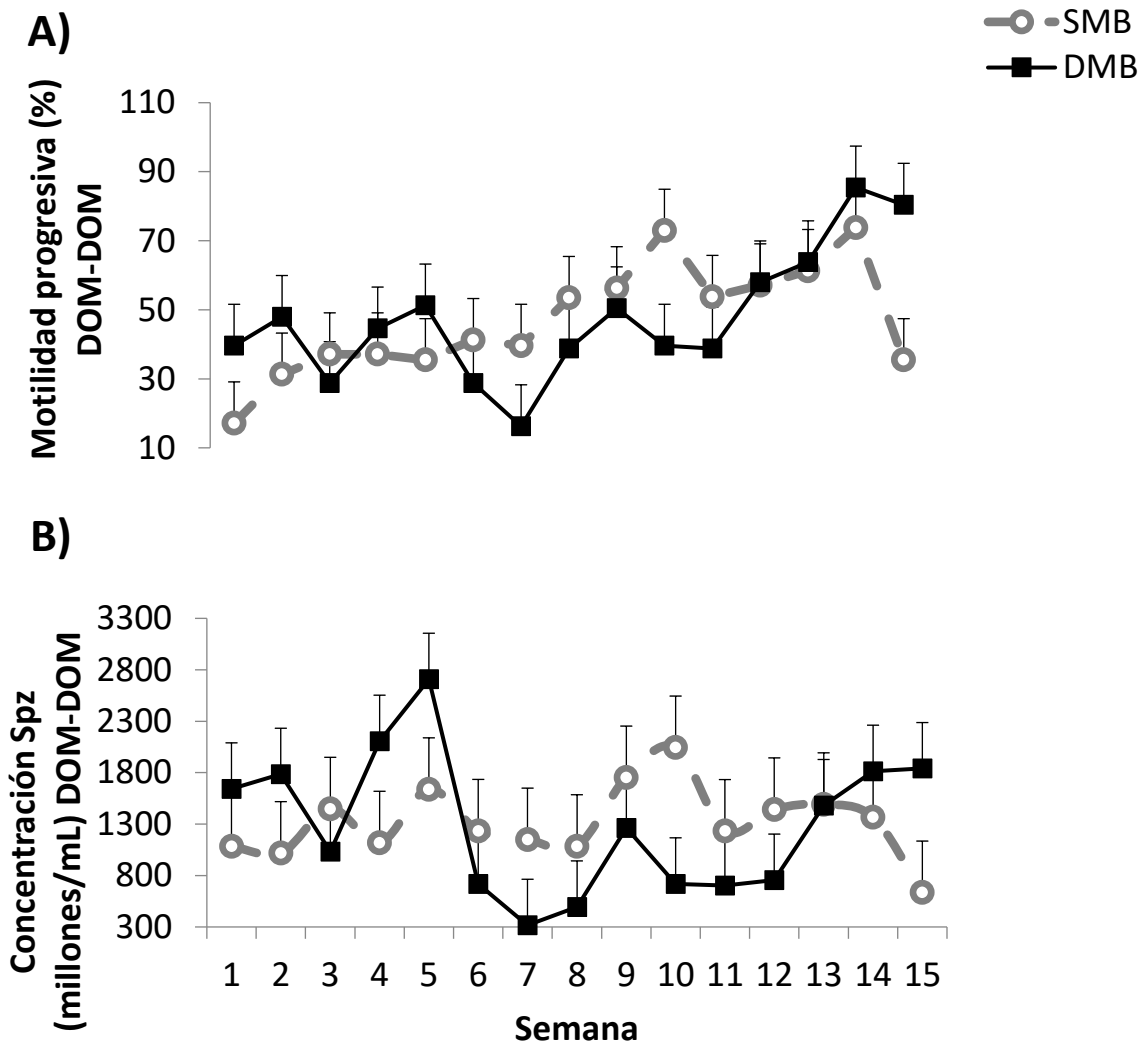 A)
SMB
DMB
Motilidad progresiva (%)
DOM-DOM
110
90
70
50
30
10
B)
Concentración Spz
(millones/mL) DOM-DOM
3300
2800
2300
1800
1300
800
300
1 2 3 4 5 6 7 8 9 10 11 12 13 14 15
Semana